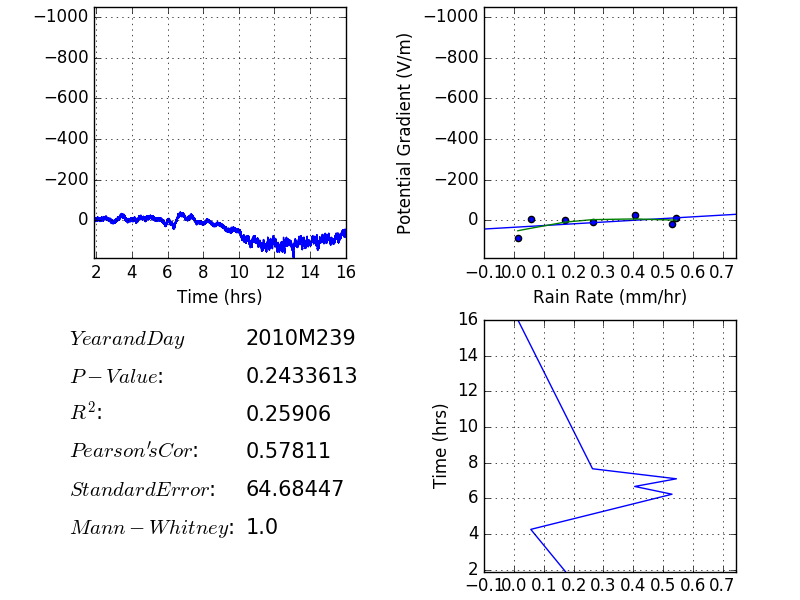 −1000
−800
−600
−400
−200
0
2 4 6 8 10 12 14 16
Time (hrs)
Potential Gradient (V/m)
−1000
−800
−600
−400
−200
0
−0.1 0.0 0.1 0.2 0.3 0.4 0.5 0.6 0.7
Rain Rate (mm/hr)
YearandDay 2010M239
P−Value: 0.2433613
R²: 0.25906
Pearson'sCor: 0.57811
StandardError: 64.68447
Mann−Whitney: 1.0
Time (hrs)
16
14
12
10
8
6
4
2
−0.1 0.0 0.1 0.2 0.3 0.4 0.5 0.6 0.7